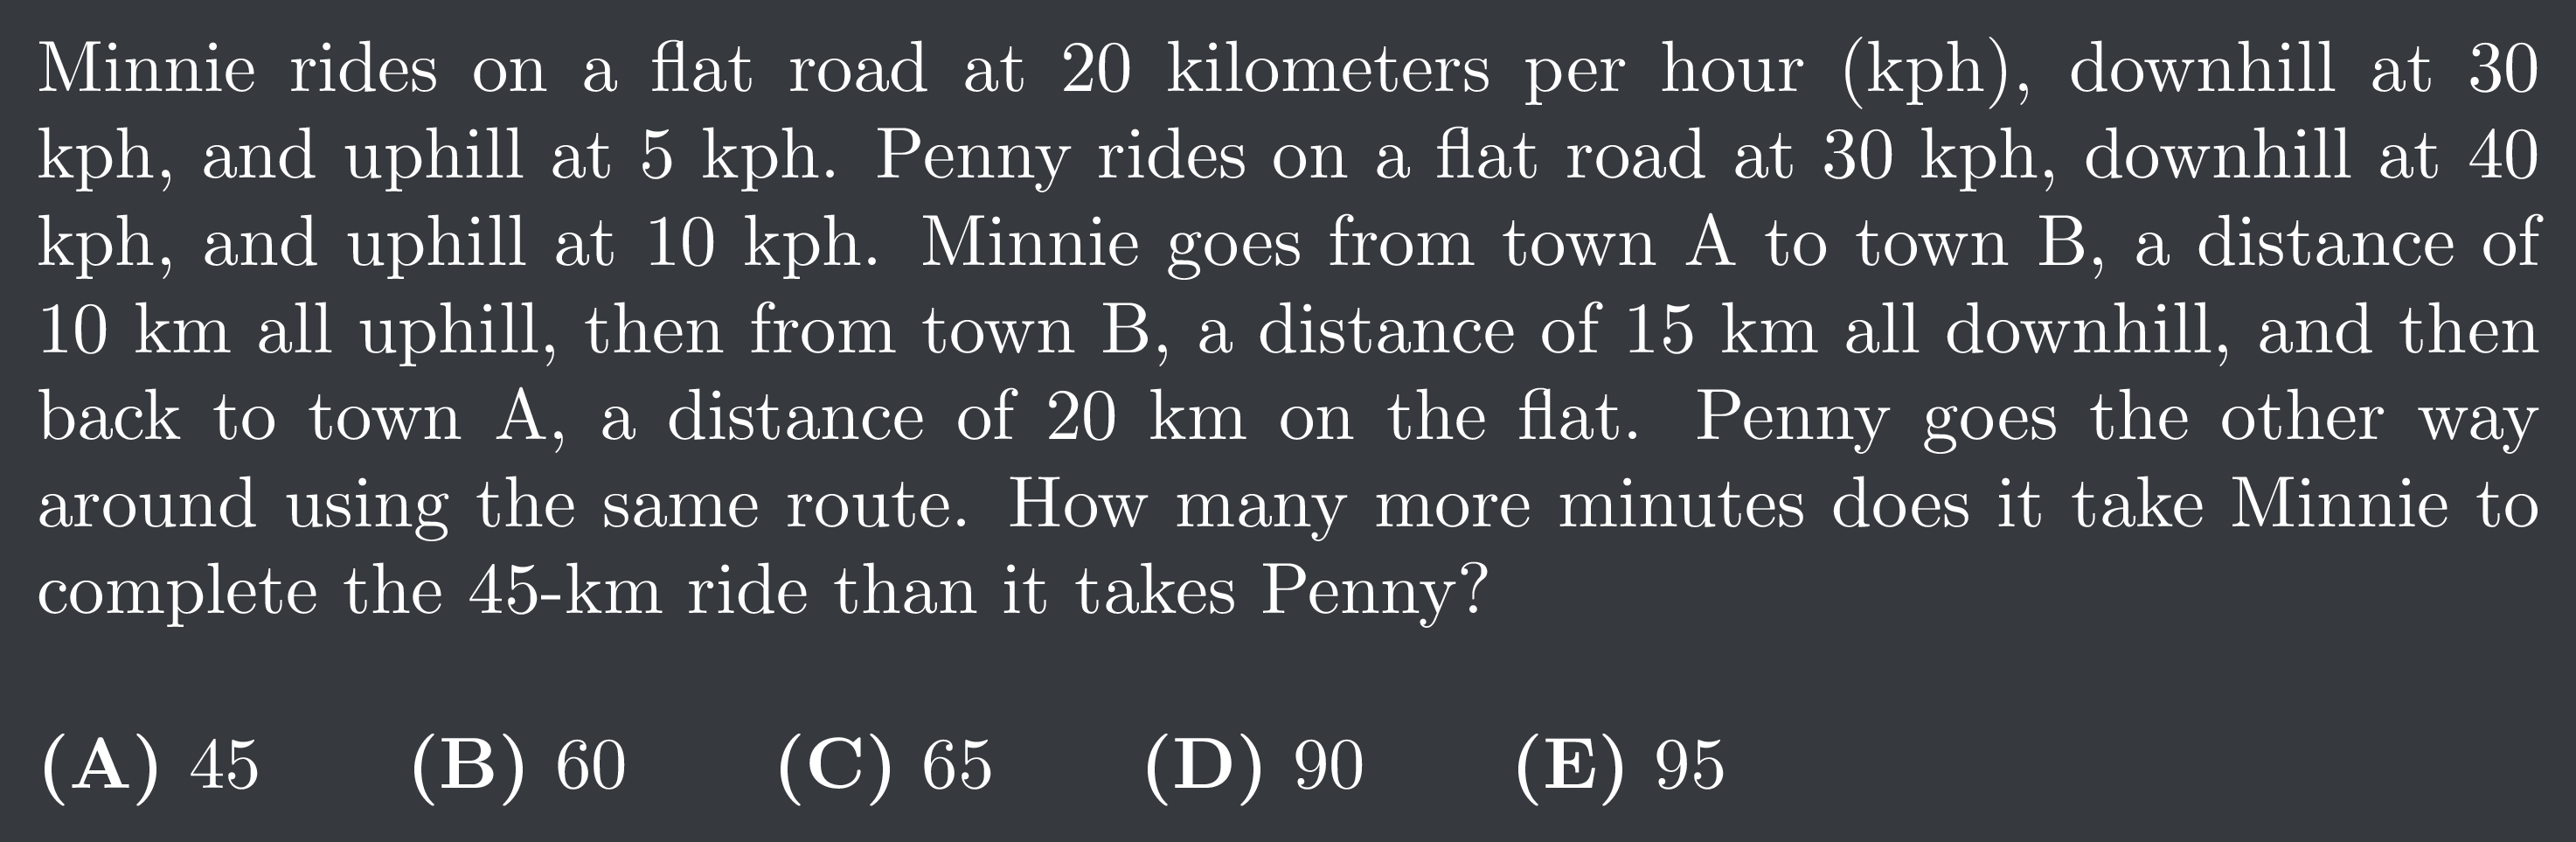 Minnie rides on a flat road at 20 kilometers per hour (kph), downhill at 30
kph, and uphill at 5 kph. Penny rides on a flat road at 30 kph, downhill at 40
kph, and uphill at 10 kph. Minnie goes from town A to town B, a distance of
10 km all uphill, then from town B, a distance of 15 km all downhill, and then
back to town A, a distance of 20 km on the flat. Penny goes the other way
around using the same route. How many more minutes does it take Minnie to
complete the 45-km ride than it takes Penny?
(A) 45 (B) 60 (C) 65 (D) 90 (E) 95